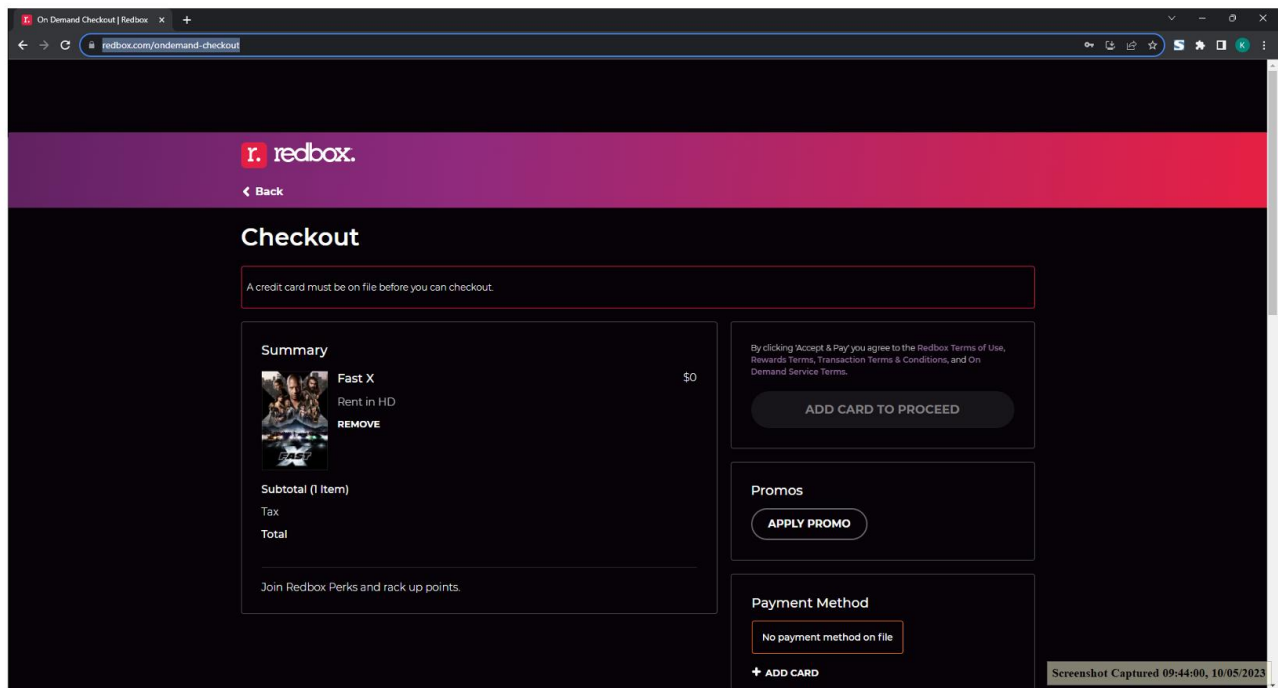 r. On Demand Checkout | Redbox
redbox.com/ondemand-checkout
S
K
r. redbox.
Back
Checkout
A credit card must be on file before you can checkout.
Summary
Fast X
$0
Rent in HD
REMOVE
FAST
Subtotal (1 Item)
Tax
Total
Join Redbox Perks and rack up points.
By clicking 'Accept & Pay' you agree to the Redbox Terms of Use,
Rewards Terms, Transaction Terms & Conditions, and On
Demand Service Terms.
ADD CARD TO PROCEED
Promos
APPLY PROMO
Payment Method
No payment method on file
+ ADD CARD
Screenshot Captured 09:44:00, 10/05/2023